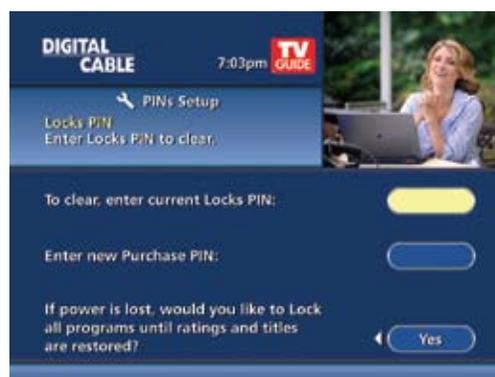 DIGITAL
CABLE
7:03pm
TV
GUIDE
PINs Setup
Locks PIN
Enter Locks PIN to clear.
To clear, enter current Locks PIN:
Enter new Purchase PIN:
If power is lost, would you like to Lock
all programs until ratings and titles
are restored?
Yes